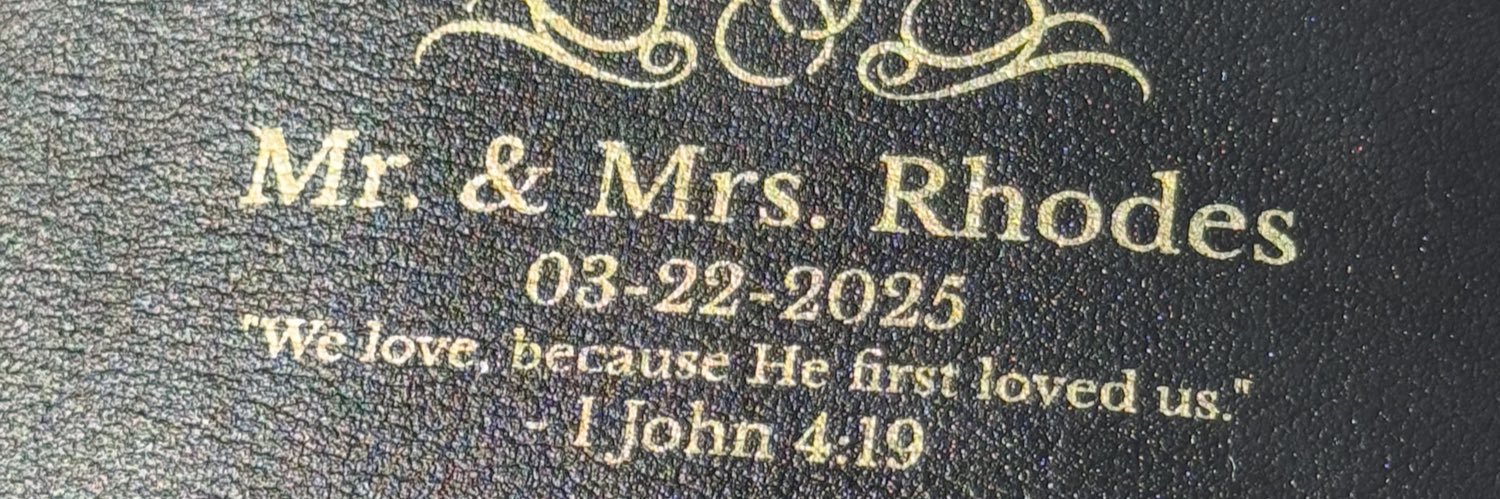 Mr. & Mrs. Rhodes
03-22-2025
"We love, because He first loved us."
- I John 4:19